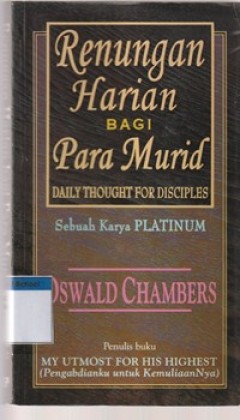 Renungan
Harian
BAGI
Para Murid
DAILY THOUGHT FOR DISCIPLES
Sebuah Karya PLATINUM
OSWALD CHAMBERS
Penulis buku
MY UTMOST FOR HIS HIGHEST
(Pengabdianku untuk KemuliaanNya)